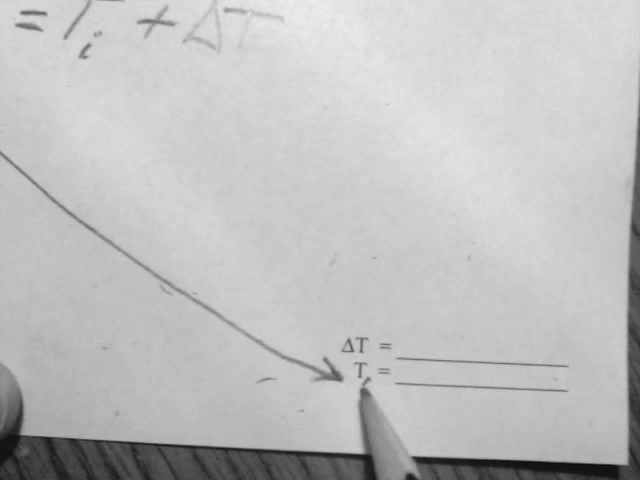 = Tᵢ + ΔT
ΔT =
T =